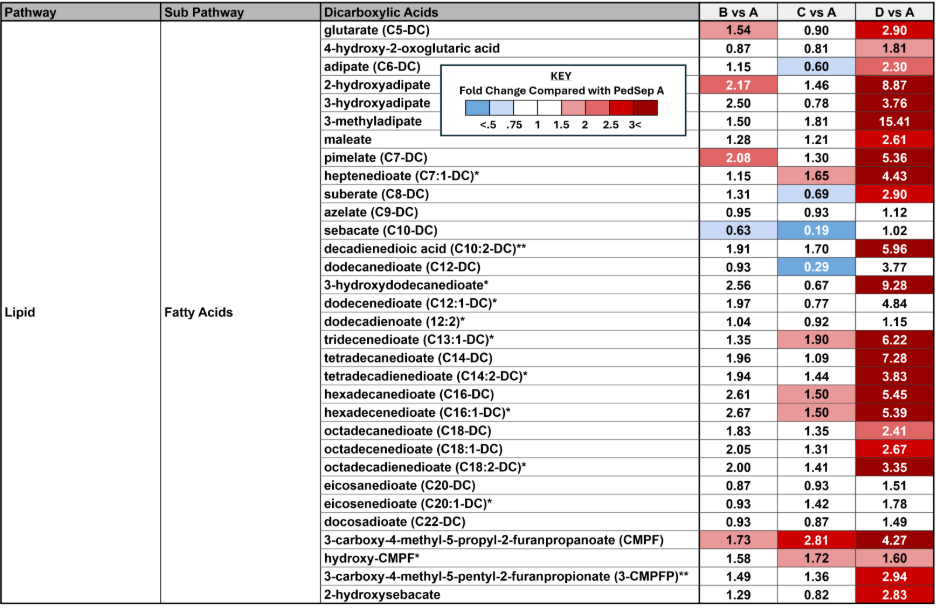 Pathway Sub Pathway Dicarboxylic Acids B vs A C vs A D vs A
glutarate (C5-DC) 1.54 0.90 2.90
4-hydroxy-2-oxoglutaric acid 0.87 0.81 1.81
adipate (C6-DC) 1.15 0.60 2.30
2-hydroxyadipate 2.17 1.46 8.87
3-hydroxyadipate 2.50 0.78 3.76
3-methyladipate 1.50 1.81 15.41
maleate 1.28 1.21 2.61
KEY
Fold Change Compared with PedSep A
<.5 .75 1 1.5 2 2.5 3<
pimelate (C7-DC) 2.08 1.30 5.36
heptenedioate (C7:1-DC)* 1.15 1.65 4.43
suberate (C8-DC) 1.31 0.69 2.90
azelate (C9-DC) 0.95 0.93 1.12
sebacate (C10-DC) 0.63 0.19 1.02
decadienedioic acid (C10:2-DC)** 1.91 1.70 5.96
dodecanedioate (C12-DC) 0.93 0.29 3.77
3-hydroxydodecanedioate* 2.56 0.67 9.28
dodecenedioate (C12:1-DC)* 1.97 0.77 4.84
Lipid Fatty Acids
dodecadienoate (12:2)* 1.04 0.92 1.15
tridecenedioate (C13:1-DC)* 1.35 1.90 6.22
tetradecanedioate (C14-DC) 1.96 1.09 7.28
tetradecadienedioate (C14:2-DC)* 1.94 1.44 3.83
hexadecanedioate (C16-DC) 2.61 1.50 5.45
hexadecenedioate (C16:1-DC)* 2.67 1.50 5.39
octadecanedioate (C18-DC) 1.83 1.35 2.41
octadecenedioate (C18:1-DC) 2.05 1.31 2.67
octadecadienedioate (C18:2-DC)* 2.00 1.41 3.35
eicosanedioate (C20-DC) 0.87 0.93 1.51
eicosenedioate (C20:1-DC)* 0.93 1.42 1.78
docosadioate (C22-DC) 0.93 0.87 1.49
3-carboxy-4-methyl-5-propyl-2-furanpropanoate (CMPF) 1.73 2.81 4.27
hydroxy-CMPF* 1.58 1.72 1.60
3-carboxy-4-methyl-5-pentyl-2-furanpropionate (3-CMPFP)** 1.49 1.36 2.94
2-hydroxysebacate 1.29 0.82 2.83